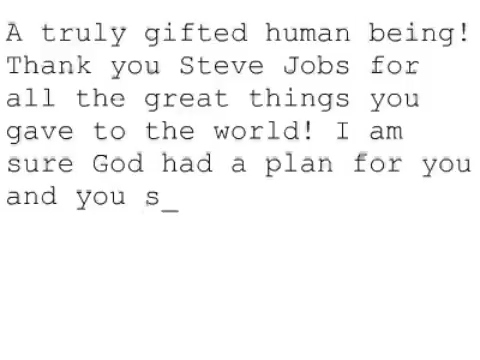 A truly gifted human being!
Thank you Steve Jobs for
all the great things you
gave to the world! I am
sure God had a plan for you
and you s_